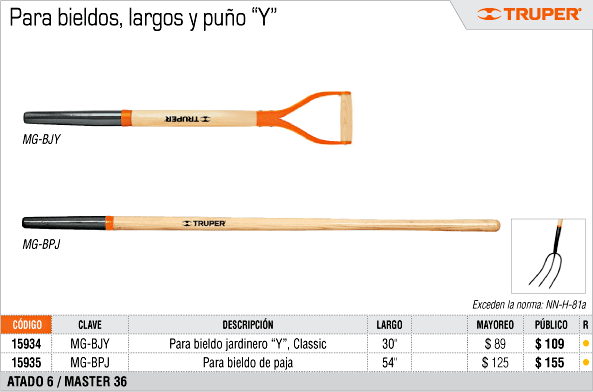 Para bieldos, largos y puño “Y”
TRUPER®
TRUPER
MG-BJY
TRUPER
MG-BPJ
Exceden la norma: NN-H-81a
CÓDIGO CLAVE DESCRIPCIÓN LARGO MAYOREO PÚBLICO R
15934 MG-BJY Para bieldo jardinero “Y”, Classic 30" $ 89 $ 109
15935 MG-BPJ Para bieldo de paja 54" $ 125 $ 155
ATADO 6 / MASTER 36